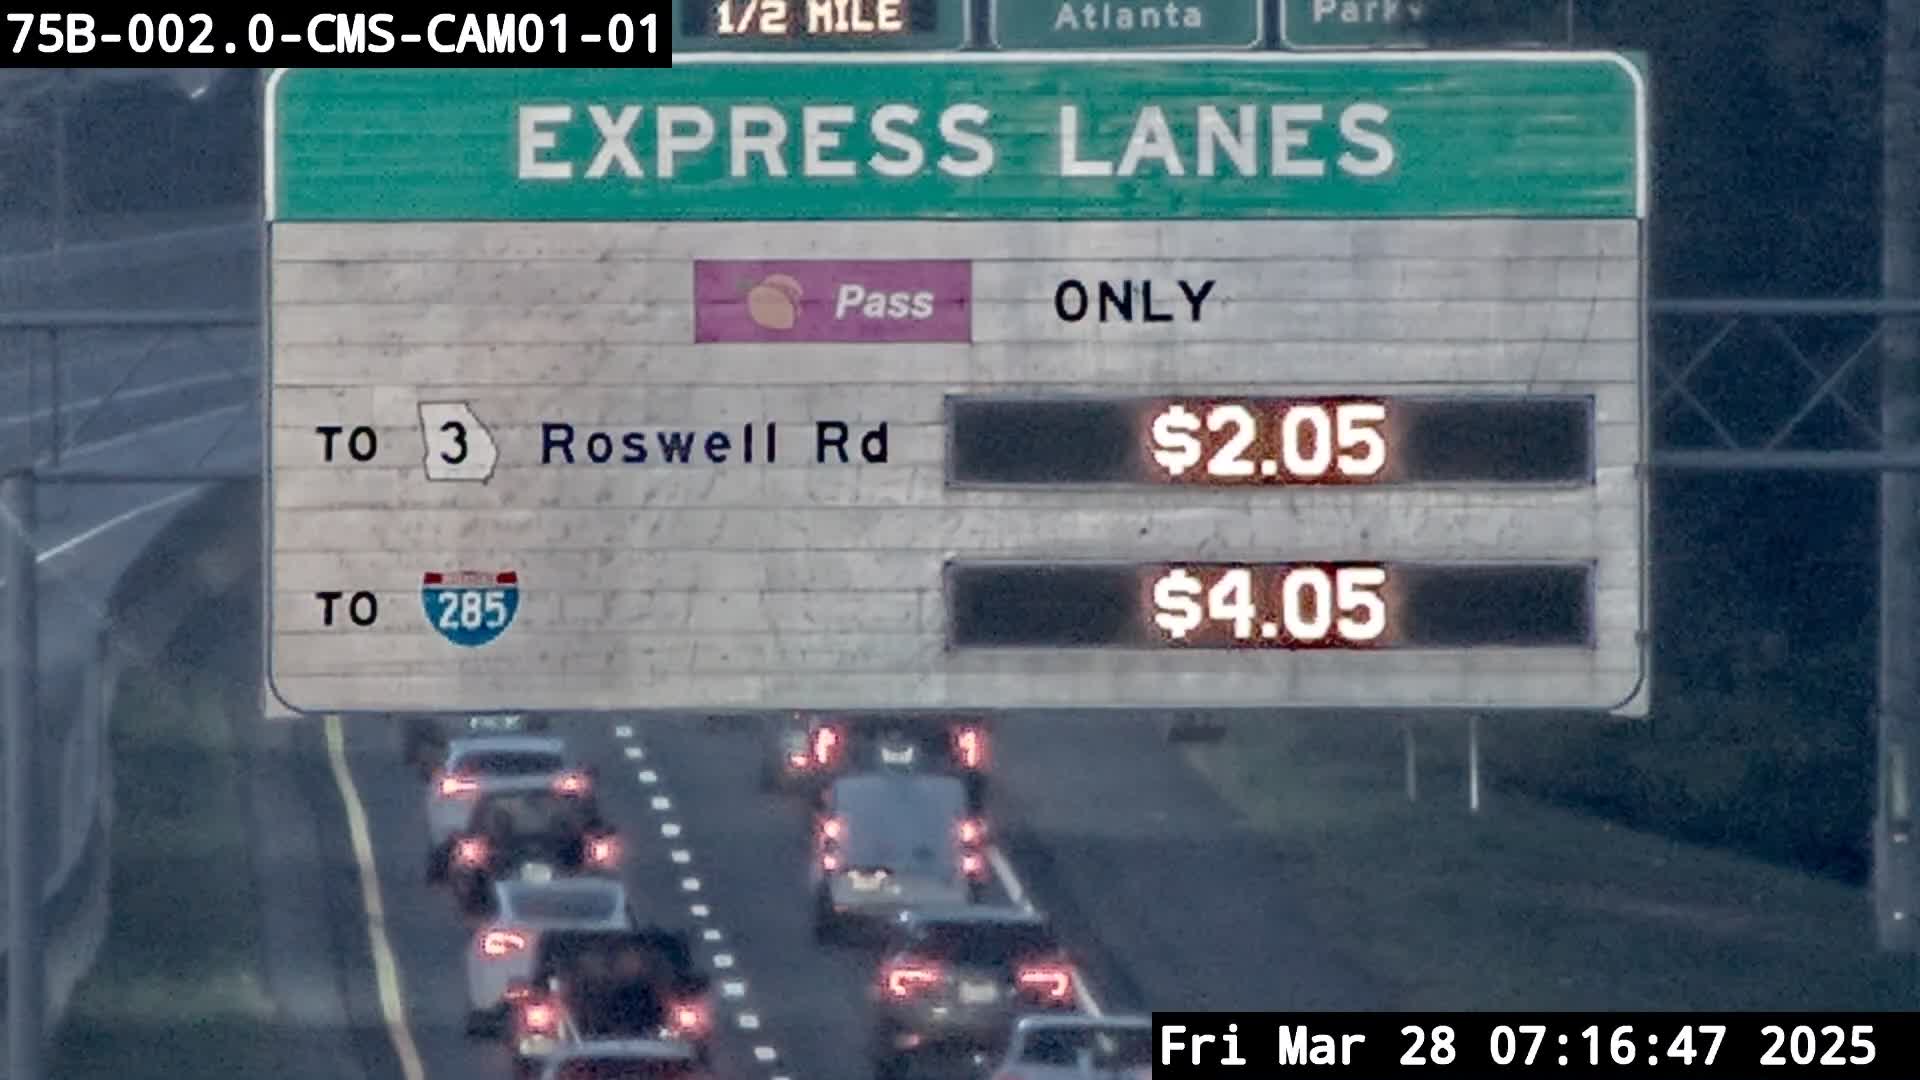 75B-002.0-CMS-CAM01-01
1/2 MILE
Atlanta
EXPRESS LANES
Pass ONLY
TO 3 Roswell Rd $2.05
TO 285 $4.05
Fri Mar 28 07:16:47 2025